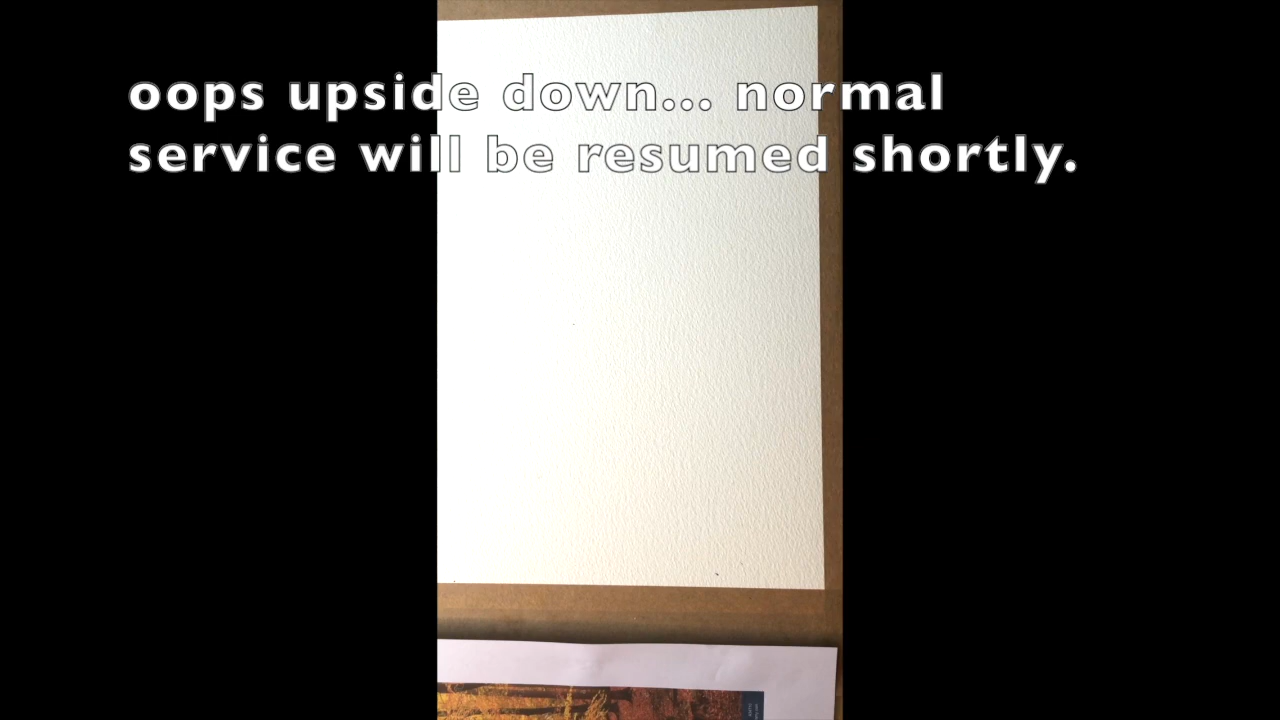 oops upside down... normal
service will be resumed shortly.